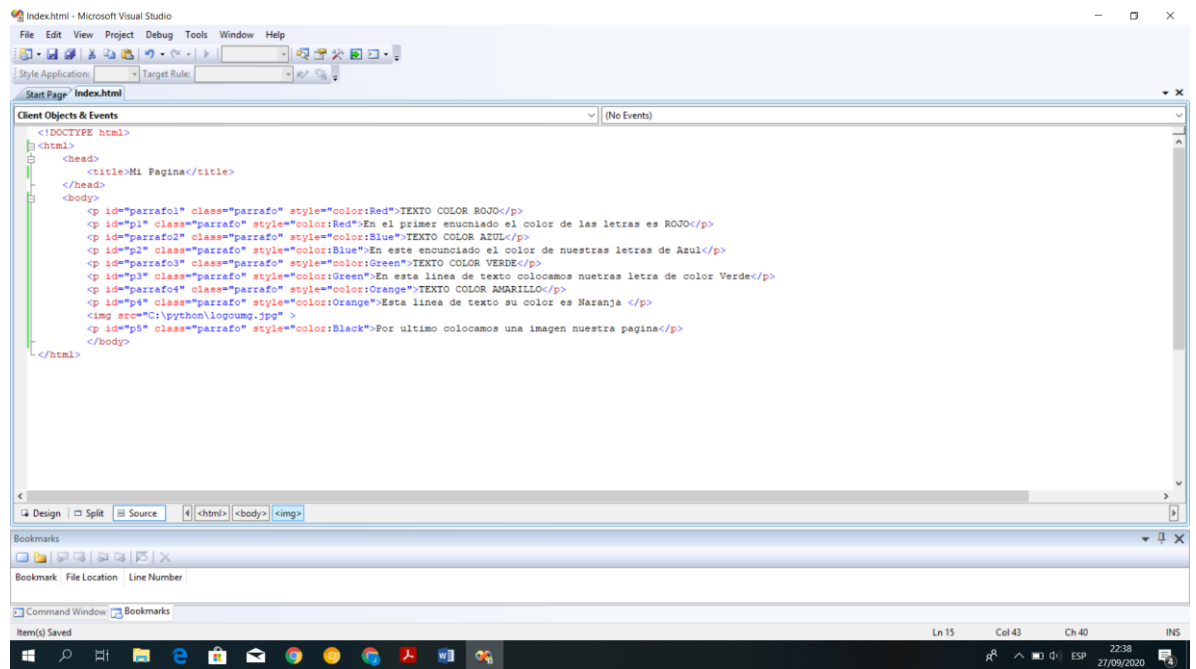 Index.html - Microsoft Visual Studio
File Edit View Project Debug Tools Window Help
Style Application: Target Rule:
Start Page Index.html
Client Objects & Events (No Events)
<!DOCTYPE html>
<html>
<head>
<title>Mi Pagina</title>
</head>
<body>
<p id="parrafo1" class="parrafo" style="color:Red">TEXTO COLOR ROJO</p>
<p id="p1" class="parrafo" style="color:Red">En el primer enucniado el color de las letras es ROJO</p>
<p id="parrafo2" class="parrafo" style="color:Blue">TEXTO COLOR AZUL</p>
<p id="p2" class="parrafo" style="color:Blue">En este encunciado el color de nuestras letras de Azul</p>
<p id="parrafo3" class="parrafo" style="color:Green">TEXTO COLOR VERDE</p>
<p id="p3" class="parrafo" style="color:Green">En esta linea de texto colocamos nuetras letra de color Verde</p>
<p id="parrafo4" class="parrafo" style="color:Orange">TEXTO COLOR AMARILLO</p>
<p id="p4" class="parrafo" style="color:Orange">Esta linea de texto su color es Naranja </p>
<img src="C:\python\logoumg.jpg" >
<p id="p5" class="parrafo" style="color:Black">Por ultimo colocamos una imagen nuestra pagina</p>
</body>
</html>
Design Split Source <html> <body> <img>
Bookmarks
Bookmark File Location Line Number
Command Window Bookmarks
Item(s) Saved Ln 15 Col 43 Ch 40 INS
ESP 22:38
27/09/2020